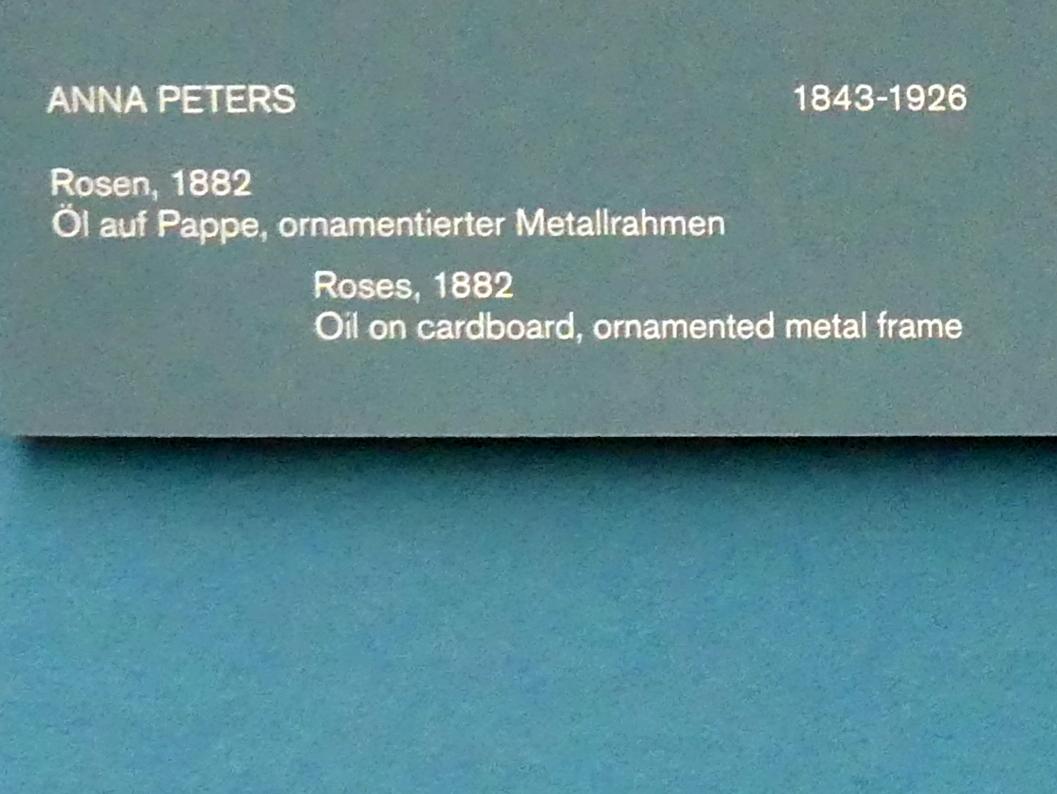 ANNA PETERS 1843-1926
Rosen, 1882
Öl auf Pappe, ornamentierter Metallrahmen
Roses, 1882
Oil on cardboard, ornamented metal frame